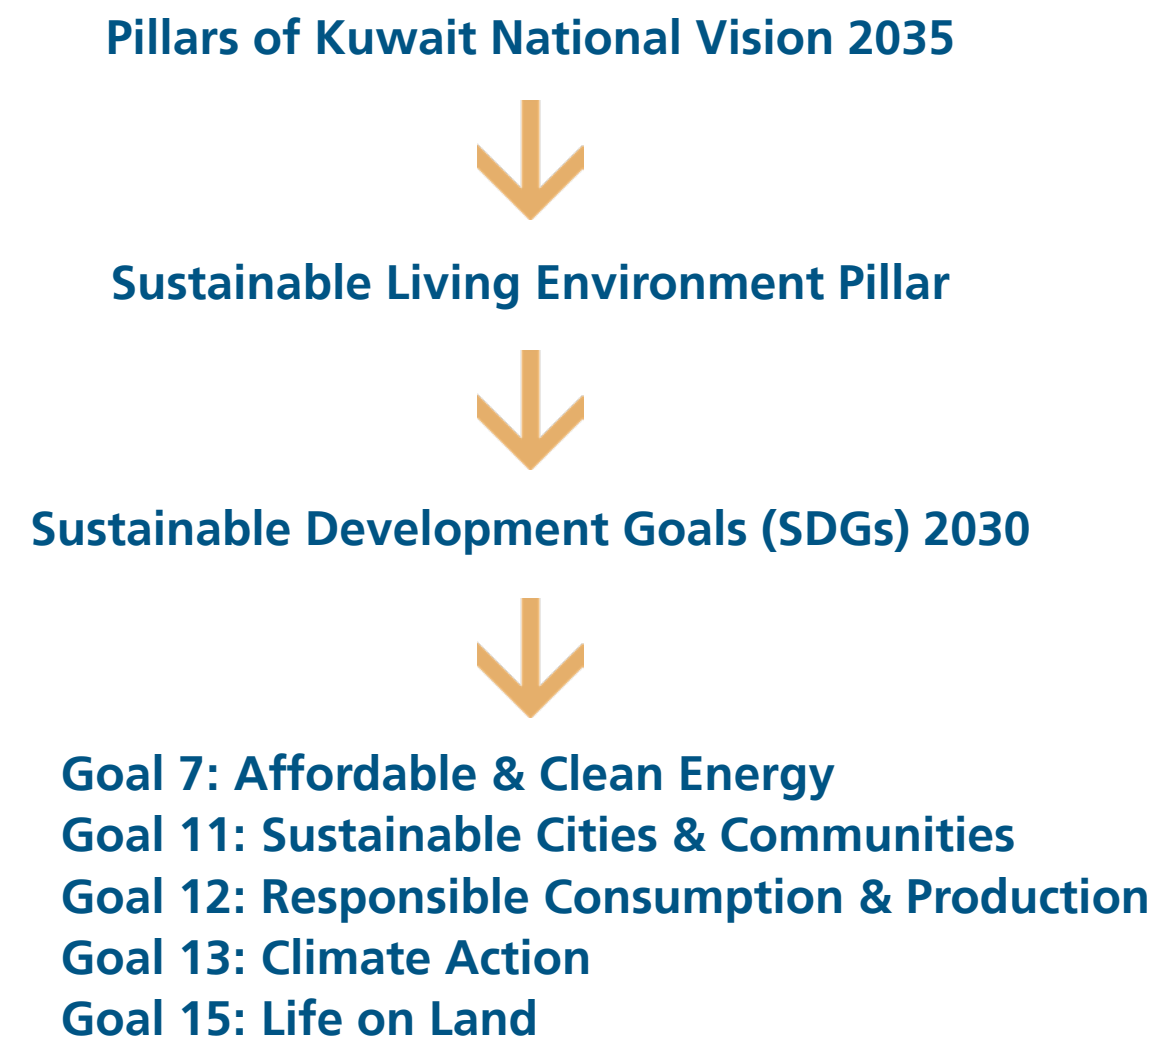 Pillars of Kuwait National Vision 2035
Sustainable Living Environment Pillar
Sustainable Development Goals (SDGs) 2030
Goal 7: Affordable & Clean Energy
Goal 11: Sustainable Cities & Communities
Goal 12: Responsible Consumption & Production
Goal 13: Climate Action
Goal 15: Life on Land